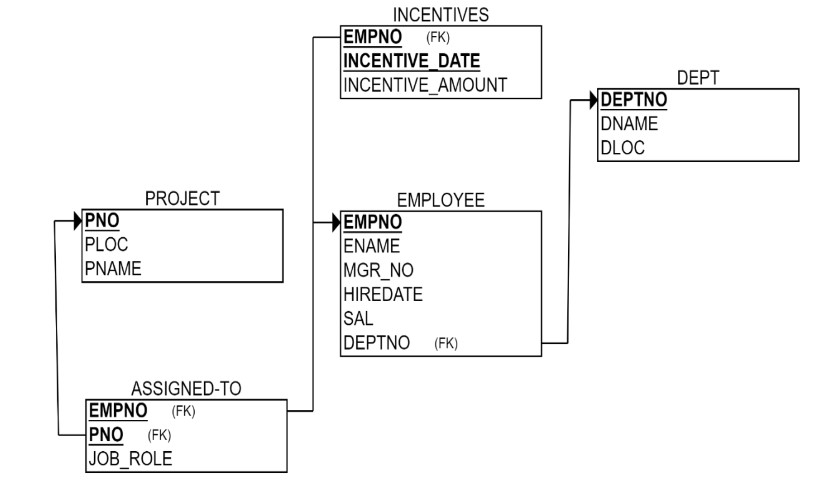 INCENTIVES
EMPNO (FK)
INCENTIVE_DATE
INCENTIVE_AMOUNT
DEPT
DEPTNO
DNAME
DLOC
PROJECT
PNO
PLOC
PNAME
EMPLOYEE
EMPNO
ENAME
MGR_NO
HIREDATE
SAL
DEPTNO (FK)
ASSIGNED-TO
EMPNO (FK)
PNO (FK)
JOB_ROLE